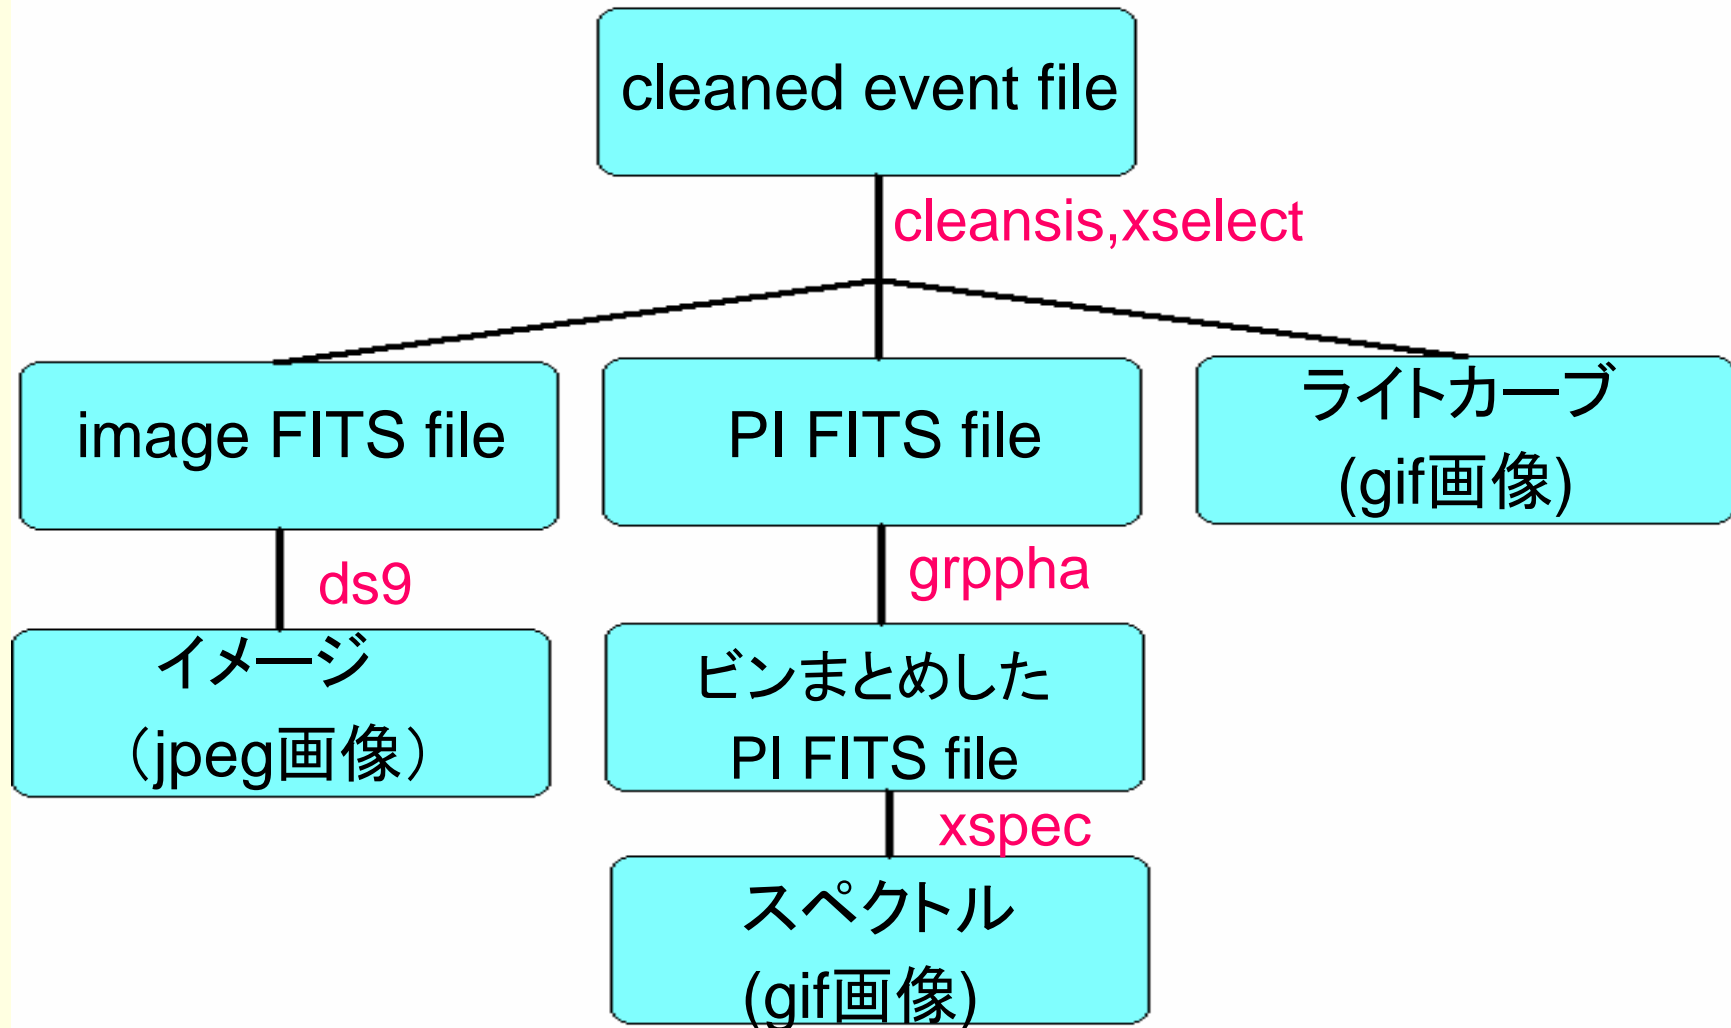 cleaned event file
cleansis,xselect
image FITS file
PI FITS file
ライトカーブ
(gif画像)
ds9
grppha
イメージ
（jpeg画像）
ビンまとめした
PI FITS file
xspec
スペクトル
(gif画像)